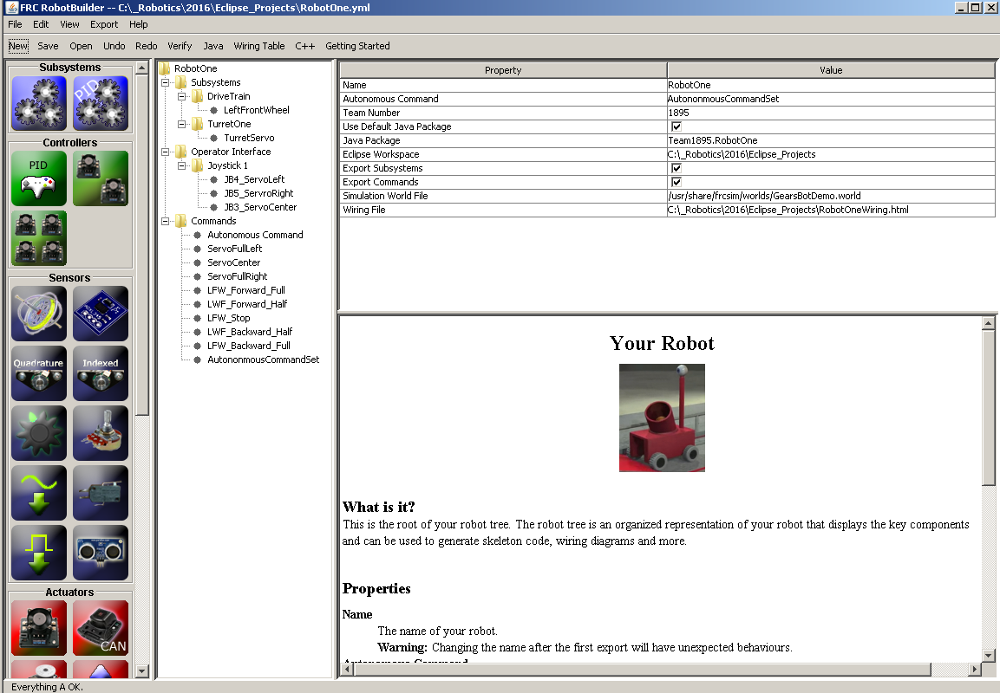 FRC RobotBuilder -- C:\_Robotics\2016\Eclipse_Projects\RobotOne.yml
File Edit View Export Help
New Save Open Undo Redo Verify Java Wiring Table C++ Getting Started
Subsystems
PID
Controllers
PID
Sensors
Quadrature
Indexed
Actuators
CAN
RobotOne
Subsystems
DriveTrain
LeftFrontWheel
TurretOne
TurretServo
Operator Interface
Joystick 1
JB4_ServoLeft
JB5_ServroRight
JB3_ServoCenter
Commands
Autonomous Command
ServoFullLeft
ServoCenter
ServoFullRight
LFW_Forward_Full
LWF_Forward_Half
LFW_Stop
LWF_Backward_Half
LFW_Backward_Full
AutononmousCommandSet
Property Value
Name RobotOne
Autonomous Command AutononmousCommandSet
Team Number 1895
Use Default Java Package
Java Package Team1895.RobotOne
Eclipse Workspace C:\_Robotics\2016\Eclipse_Projects
Export Subsystems
Export Commands
Simulation World File /usr/share/frcsim/worlds/GearsBotDemo.world
Wiring File C:\_Robotics\2016\Eclipse_Projects\RobotOneWiring.html
Your Robot
What is it?
This is the root of your robot tree. The robot tree is an organized representation of your robot that displays the key components
and can be used to generate skeleton code, wiring diagrams and more.
Properties
Name
The name of your robot.
Warning: Changing the name after the first export will have unexpected behaviours.
Autonomous Command
Everything A OK.